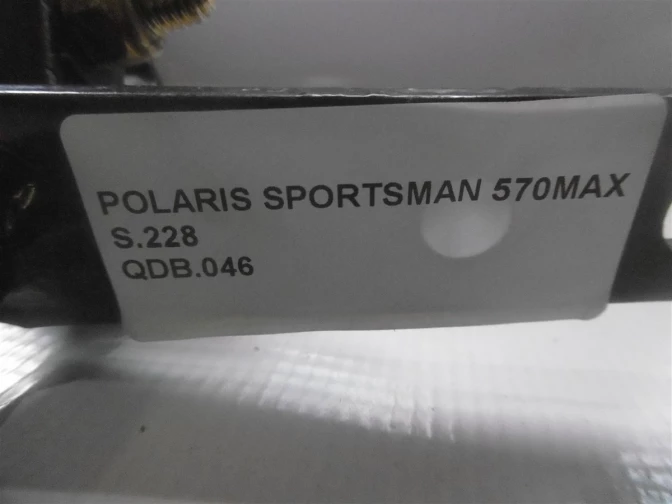 POLARIS SPORTSMAN 570MAX
S.228
QDB.046